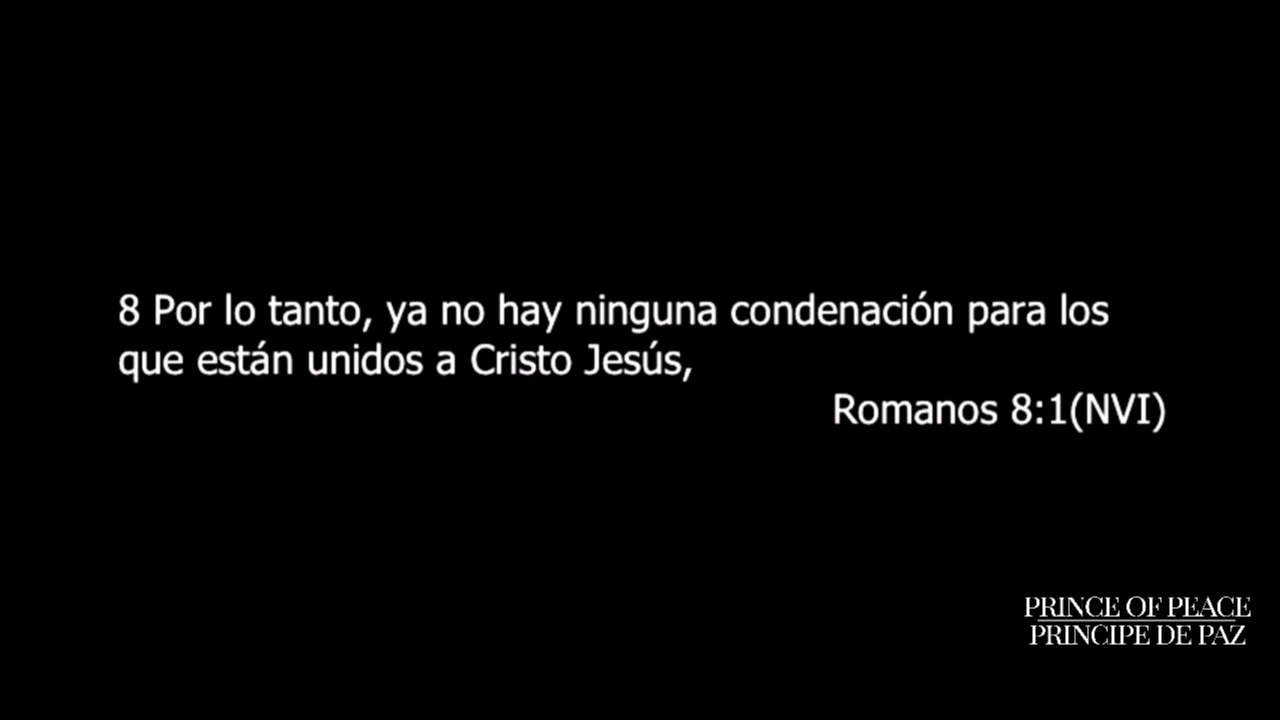 8 Por lo tanto, ya no hay ninguna condenación para los
que están unidos a Cristo Jesús,
Romanos 8:1(NVI)
PRINCE OF PEACE
PRINCIPE DE PAZ